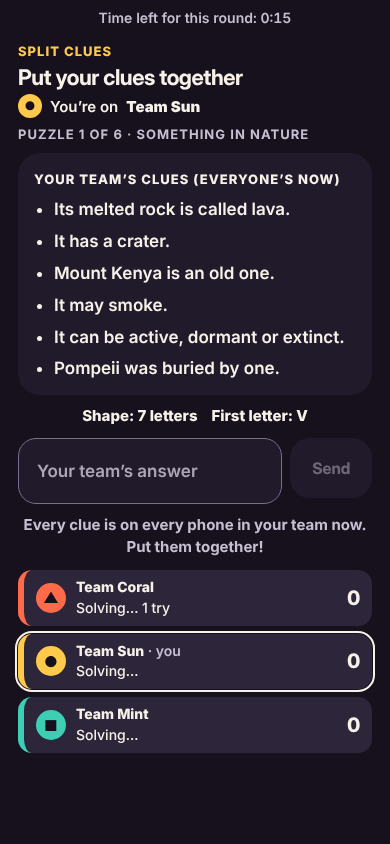 Time left for this round: 0:15
SPLIT CLUES
Put your clues together
You're on Team Sun
PUZZLE 1 OF 6 · SOMETHING IN NATURE
YOUR TEAM'S CLUES (EVERYONE'S NOW)
• Its melted rock is called lava.
• It has a crater.
• Mount Kenya is an old one.
• It may smoke.
• It can be active, dormant or extinct.
• Pompeii was buried by one.
Shape: 7 letters First letter: V
Your team's answer
Send
Every clue is on every phone in your team now.
Put them together!
Team Coral
Solving... 1 try
0
Team Sun · you
Solving...
0
Team Mint
Solving...
0